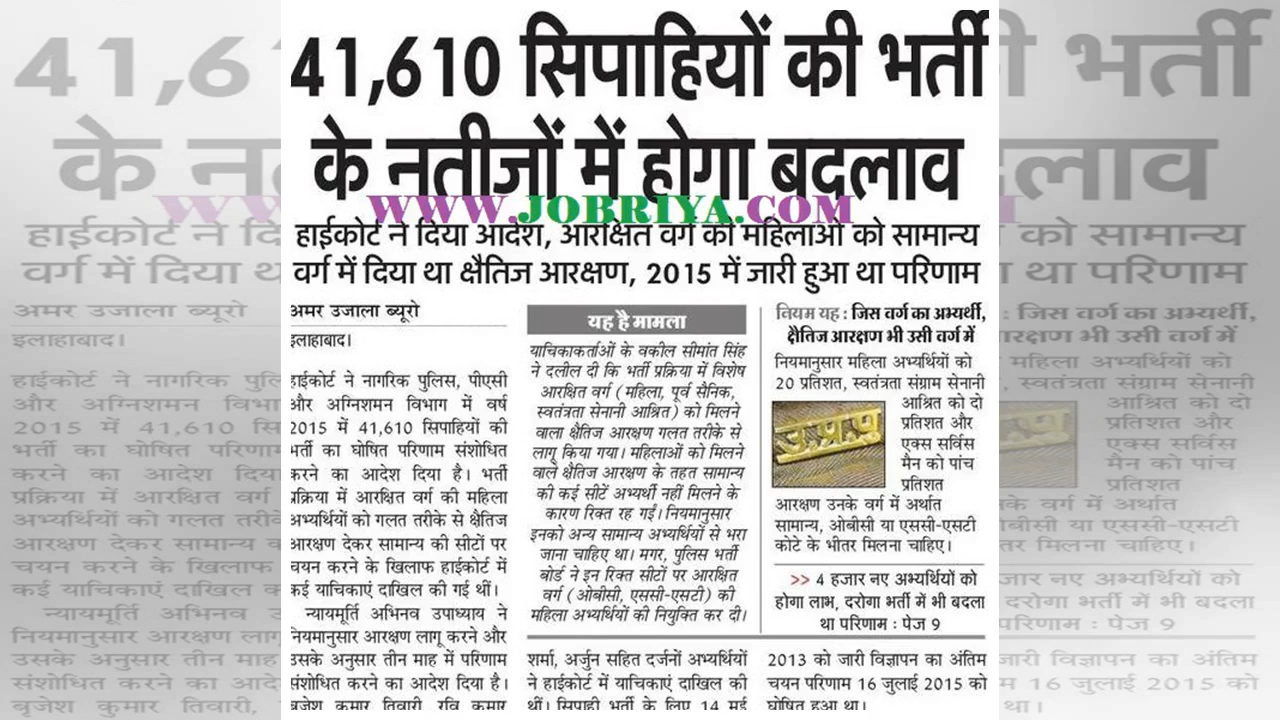 41,610 सिपाहियों की भर्ती
के नतीजों में होगा बदलाव
WWW.JOBRIYA.COM
हाईकोर्ट ने दिया आदेश, आरक्षित वर्ग की महिलाओं को सामान्य
वर्ग में दिया था क्षैतिज आरक्षण, 2015 में जारी हुआ था परिणाम
अमर उजाला ब्यूरो
इलाहाबाद।
हाईकोर्ट ने नागरिक पुलिस, पीएसी
और अग्निशमन विभाग में वर्ष
2015 में 41,610 सिपाहियों की
भर्ती का घोषित परिणाम संशोधित
करने का आदेश दिया है। भर्ती
प्रक्रिया में आरक्षित वर्ग की महिला
अभ्यर्थियों को गलत तरीके से क्षैतिज
आरक्षण देकर सामान्य की सीटों पर
चयन करने के खिलाफ हाईकोर्ट में
कई याचिकाएं दाखिल की गई थीं।
न्यायमूर्ति अभिनव उपाध्याय ने
नियमानुसार आरक्षण लागू करने और
उसके अनुसार तीन माह में परिणाम
संशोधित करने का आदेश दिया है।
बृजेश कुमार तिवारी, रवि कुमार
यह है मामला
याचिकाकर्ताओं के वकील सीमांत सिंह
ने दलील दी कि भर्ती प्रक्रिया में विशेष
आरक्षित वर्ग (महिला, पूर्व सैनिक,
स्वतंत्रता सेनानी आश्रित) को मिलने
वाला क्षैतिज आरक्षण गलत तरीके से
लागू किया गया। महिलाओं को मिलने
वाले क्षैतिज आरक्षण के तहत सामान्य
की कई सीटें अभ्यर्थी नहीं मिलने के
कारण रिक्त रह गईं। नियमानुसार
इनको अन्य सामान्य अभ्यर्थियों से भरा
जाना चाहिए था। मगर, पुलिस भर्ती
बोर्ड ने इन रिक्त सीटों पर आरक्षित
वर्ग (ओबीसी, एससी-एसटी) की
महिला अभ्यर्थियों की नियुक्ति कर दी।
शर्मा, अर्जुन सहित दर्जनों अभ्यर्थियों
ने हाईकोर्ट में याचिकाएं दाखिल की
थीं। सिपाही भर्ती के लिए 14 मई
नियम यह : जिस वर्ग का अभ्यर्थी,
क्षैतिज आरक्षण भी उसी वर्ग में
नियमानुसार महिला अभ्यर्थियों को
20 प्रतिशत, स्वतंत्रता संग्राम सेनानी
आश्रित को दो
प्रतिशत और
एक्स सर्विस
मैन को पांच
प्रतिशत
उ.प्र.पु
आरक्षण उनके वर्ग में अर्थात
सामान्य, ओबीसी या एससी-एसटी
कोटे के भीतर मिलना चाहिए।
>> 4 हजार नए अभ्यर्थियों को
होगा लाभ, दरोगा भर्ती में भी बदला
था परिणाम : पेज 9
2013 को जारी विज्ञापन का अंतिम
चयन परिणाम 16 जुलाई 2015 को
घोषित हुआ था।